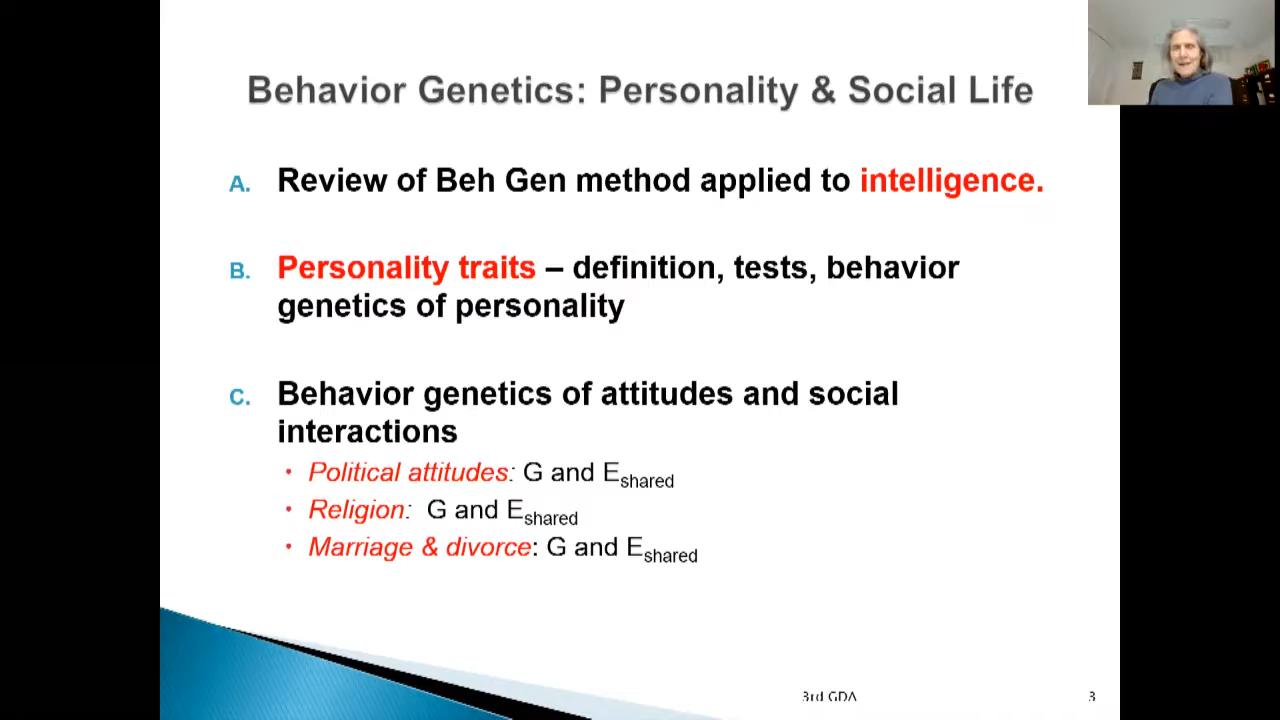 Behavior Genetics: Personality & Social Life
A. Review of Beh Gen method applied to intelligence.
B. Personality traits – definition, tests, behavior
genetics of personality
C. Behavior genetics of attitudes and social
interactions
• Political attitudes: G and Eshared
• Religion: G and Eshared
• Marriage & divorce: G and Eshared
3rd GDA 3